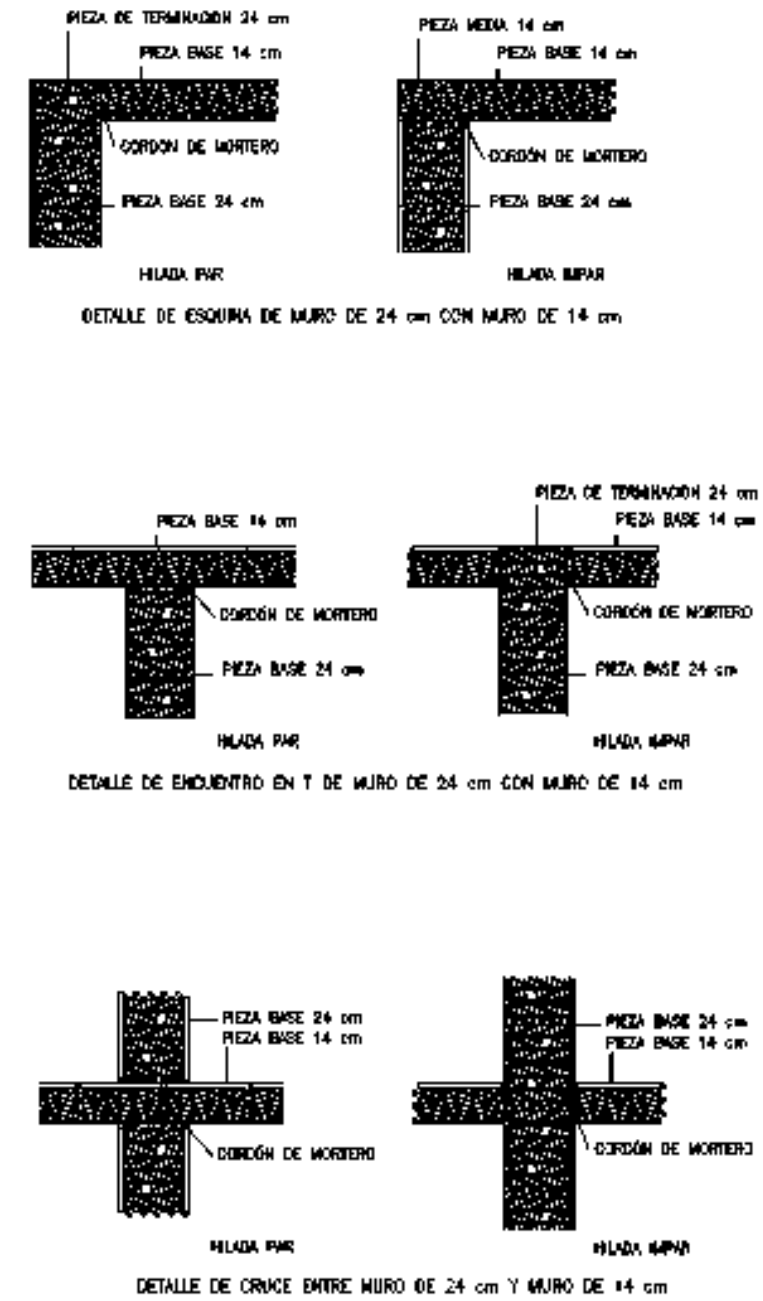 PIEZA DE TERMINACION 24 cm
PIEZA BASE 14 cm
CORDÓN DE MORTERO
PIEZA BASE 24 cm
HILADA PAR
PIEZA MEDIA 14 cm
PIEZA BASE 14 cm
CORDÓN DE MORTERO
PIEZA BASE 24 cm
HILADA IMPAR
DETALLE DE ESQUINA DE MURO DE 24 cm CON MURO DE 14 cm
PIEZA BASE 14 cm
CORDÓN DE MORTERO
PIEZA BASE 24 cm
HILADA PAR
PIEZA DE TERMINACION 24 cm
PIEZA BASE 14 cm
CORDÓN DE MORTERO
PIEZA BASE 24 cm
HILADA IMPAR
DETALLE DE ENCUENTRO EN T DE MURO DE 24 cm CON MURO DE 14 cm
PIEZA BASE 24 cm
PIEZA BASE 14 cm
CORDÓN DE MORTERO
HILADA PAR
PIEZA BASE 24 cm
PIEZA BASE 14 cm
CORDÓN DE MORTERO
HILADA IMPAR
DETALLE DE CRUCE ENTRE MURO DE 24 cm Y MURO DE 14 cm